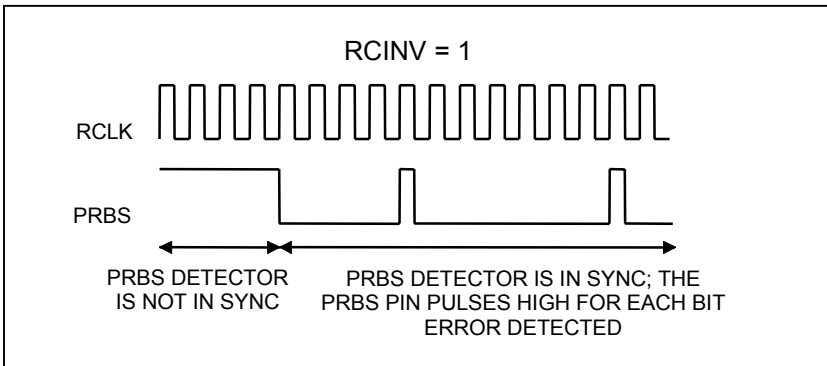 RCINV = 1
RCLK
PRBS
PRBS DETECTOR
IS NOT IN SYNC
PRBS DETECTOR IS IN SYNC; THE
PRBS PIN PULSES HIGH FOR EACH BIT
ERROR DETECTED